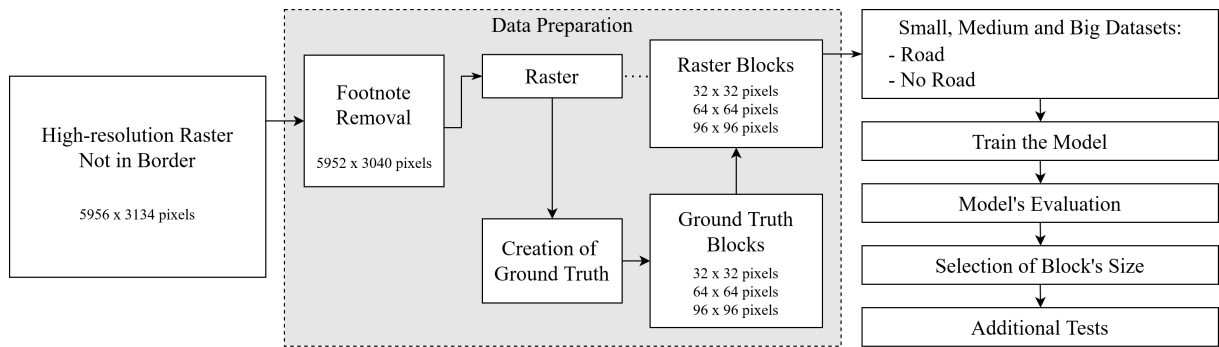 High-resolution Raster
Not in Border
5956 x 3134 pixels
Data Preparation
Footnote
Removal
5952 x 3040 pixels
Raster
Creation of
Ground Truth
Raster Blocks
32 x 32 pixels
64 x 64 pixels
96 x 96 pixels
Ground Truth
Blocks
32 x 32 pixels
64 x 64 pixels
96 x 96 pixels
Small, Medium and Big Datasets:
- Road
- No Road
Train the Model
Model's Evaluation
Selection of Block's Size
Additional Tests